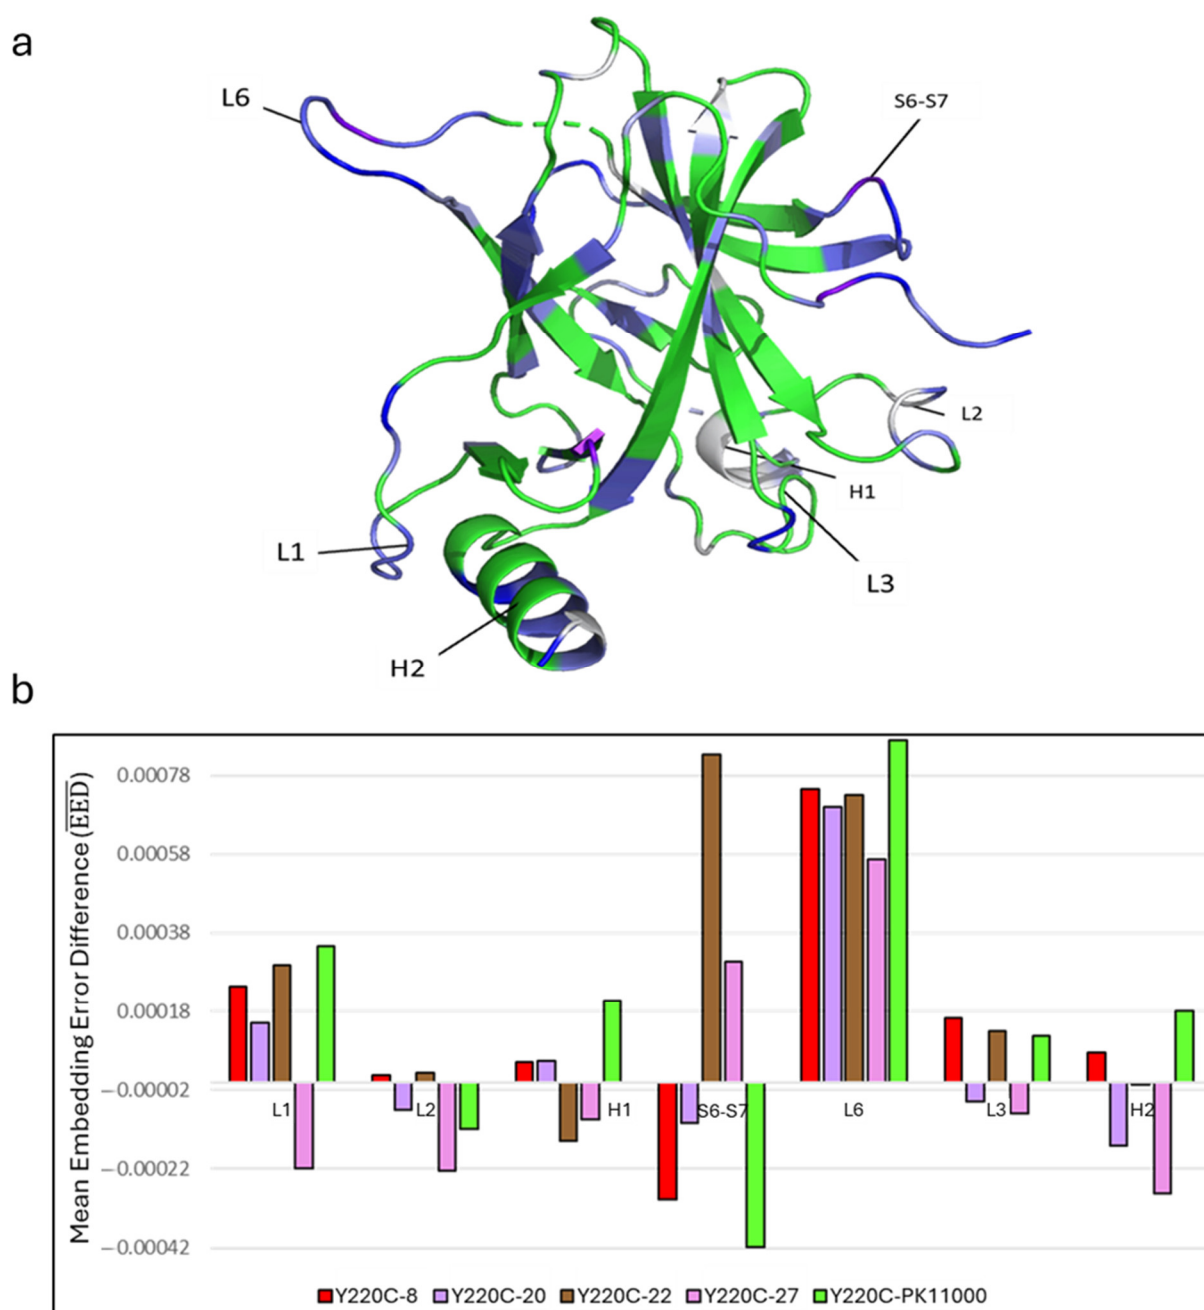 a
L6
S6-S7
L2
H1
L1
L3
H2
b
Mean Embedding Error Difference (EED)
0.00078
0.00058
0.00038
0.00018
−0.00002
−0.00022
−0.00042
L1 L2 H1 S6-S7 L6 L3 H2
Y220C-8 Y220C-20 Y220C-22 Y220C-27 Y220C-PK11000